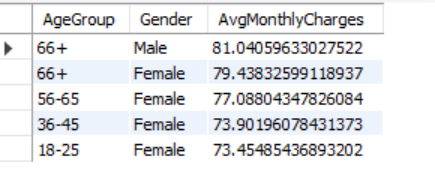 AgeGroup Gender AvgMonthlyCharges
66+ Male 81.04059633027522
66+ Female 79.43832599118937
56-65 Female 77.08804347826084
36-45 Female 73.90196078431373
18-25 Female 73.45485436893202